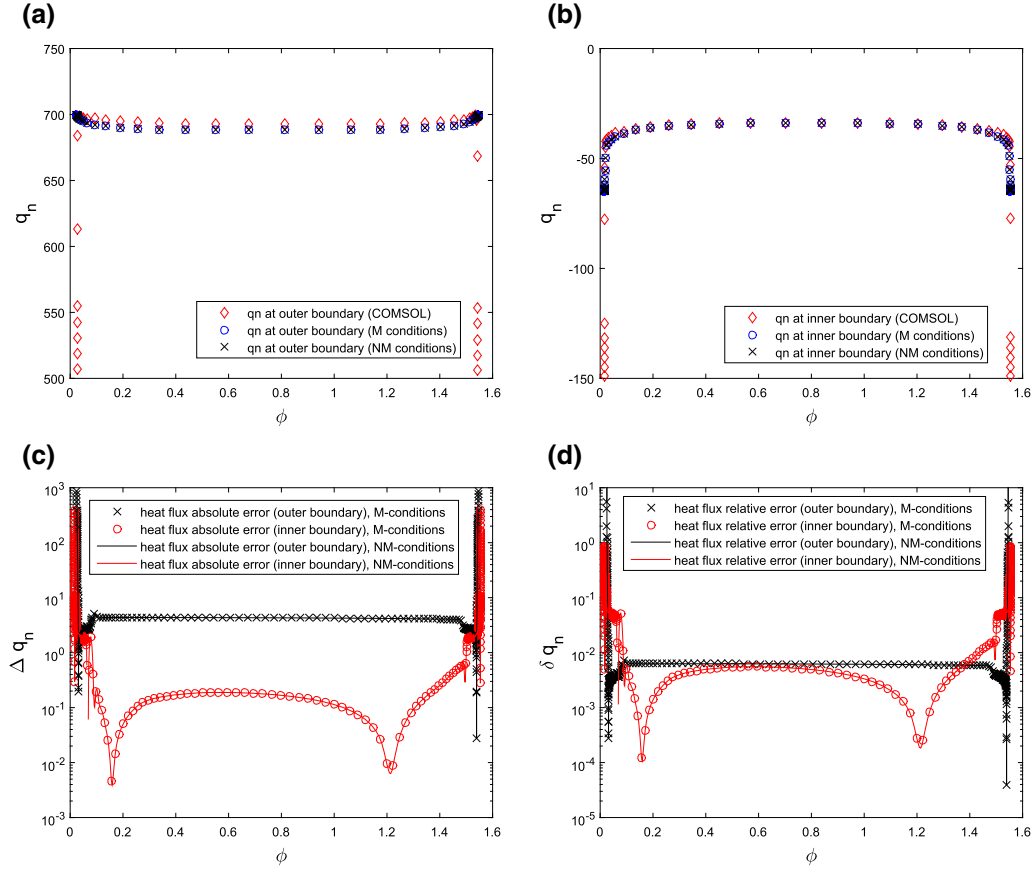 (a)
750
700
650
600
550
500
q_n
0 0.2 0.4 0.6 0.8 1 1.2 1.4 1.6
ϕ
qn at outer boundary (COMSOL)
qn at outer boundary (M conditions)
qn at outer boundary (NM conditions)
(b)
0
-50
-100
-150
q_n
0 0.2 0.4 0.6 0.8 1 1.2 1.4 1.6
ϕ
qn at inner boundary (COMSOL)
qn at inner boundary (M conditions)
qn at inner boundary (NM conditions)
(c)
10^3
10^2
10^1
10^0
10^-1
10^-2
10^-3
Δ q_n
0 0.2 0.4 0.6 0.8 1 1.2 1.4 1.6
ϕ
heat flux absolute error (outer boundary), M-conditions
heat flux absolute error (inner boundary), M-conditions
heat flux absolute error (outer boundary), NM-conditions
heat flux absolute error (inner boundary), NM-conditions
(d)
10^1
10^0
10^-1
10^-2
10^-3
10^-4
10^-5
δ q_n
0 0.2 0.4 0.6 0.8 1 1.2 1.4 1.6
ϕ
heat flux relative error (outer boundary), M-conditions
heat flux relative error (inner boundary), M-conditions
heat flux relative error (outer boundary), NM-conditions
heat flux relative error (inner boundary), NM-conditions